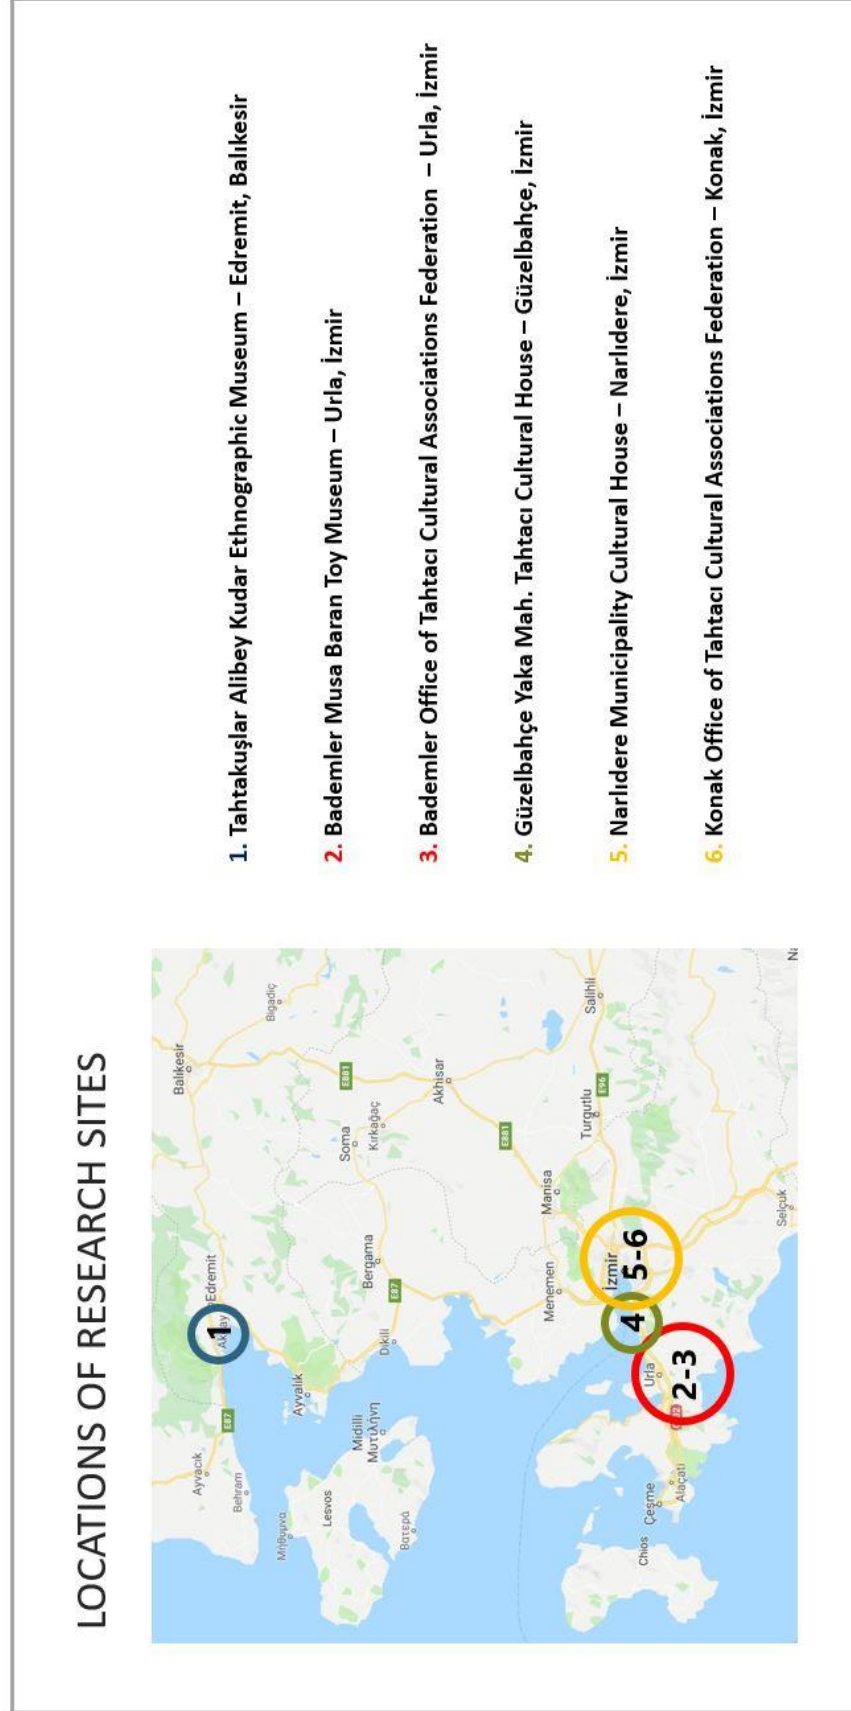 LOCATIONS OF RESEARCH SITES
1. Tahtakuşlar Alibey Kudar Ethnographic Museum – Edremit, Balıkesir
2. Bademler Musa Baran Toy Museum – Urla, İzmir
3. Bademler Office of Tahtacı Cultural Associations Federation – Urla, İzmir
4. Güzelbahçe Yaka Mah. Tahtacı Cultural House – Güzelbahçe, İzmir
5. Narlıdere Municipality Cultural House – Narlıdere, İzmir
6. Konak Office of Tahtacı Cultural Associations Federation – Konak, İzmir
Balıkesir
Bigadiç
Edremit
1
Ayvacık
E87
Behram
Ayvalık
E881
Soma
Kırkağaç
Bergama
E87
Dikili
Midilli
Μυτιλήνη
Μήθυμνα
Lesvos
Βατερά
Akhisar
E881
Manisa
Menemen
Turgutlu
E96
Salihli
İzmir
5-6
4
Urla
2-3
Çeşme
Alaçatı
Chios
Selçuk